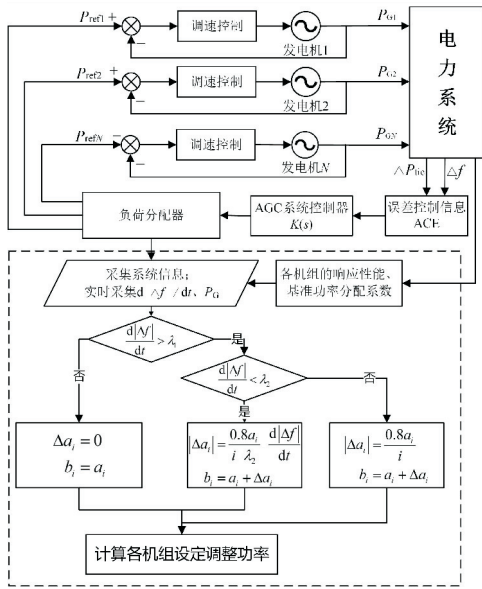 P_ref1 + − 调速控制 发电机1 P_G1
P_ref2 + − 调速控制 发电机2 P_G2
P_refN − − 调速控制 发电机N P_GN
电力系统
△P_tie △f
负荷分配器
AGC系统控制器
K(s)
误差控制信息
ACE
采集系统信息；
实时采集d △f /dt、P_G
各机组的响应性能、
基准功率分配系数
d|Δf|/dt > λ₁
是
否
d|Δf|/dt < λ₂
否
是
Δa_i = 0
b_i = a_i
|Δa_i| = 0.8a_i/i λ₂ d|Δf|/dt
b_i = a_i + Δa_i
|Δa_i| = 0.8a_i/i
b_i = a_i + Δa_i
计算各机组设定调整功率